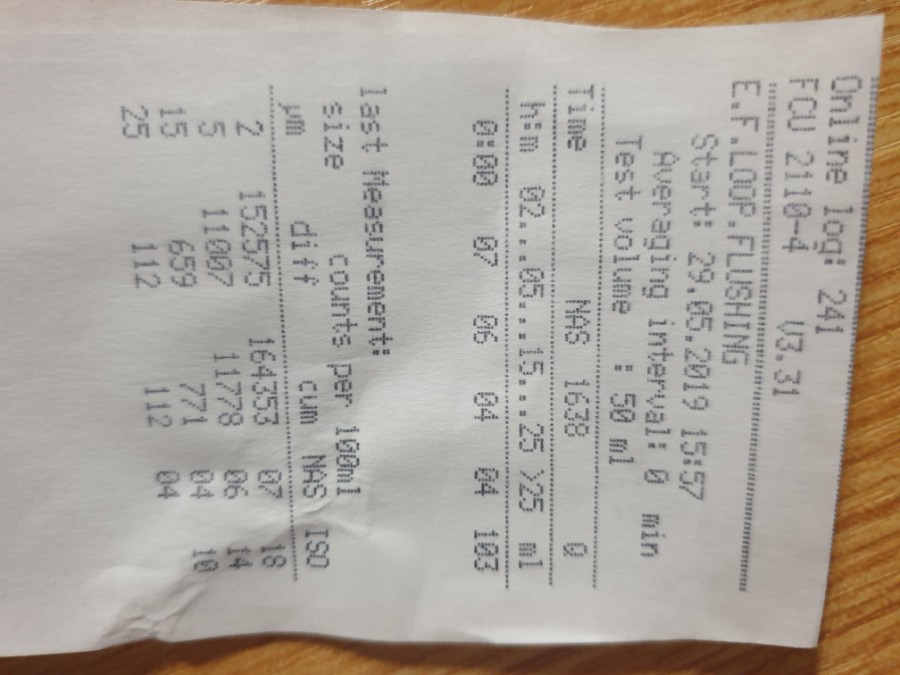 Online log: 241
FCU 2110-4 V3.31
E.F.LOOP.FLUSHING
Start: 29.05.2019 15:57
Averaging interval: 0 min
Test volume : 50 ml
Time NAS 1638 Q
h:m 02...05...15...25 >25 ml
0:00 07 06 04 04 103
last Measurement:
size counts per 100ml
µm diff cum NAS ISO
2 152575 164353 07 18
5 11007 11778 06 14
15 659 771 04 10
25 112 112 04